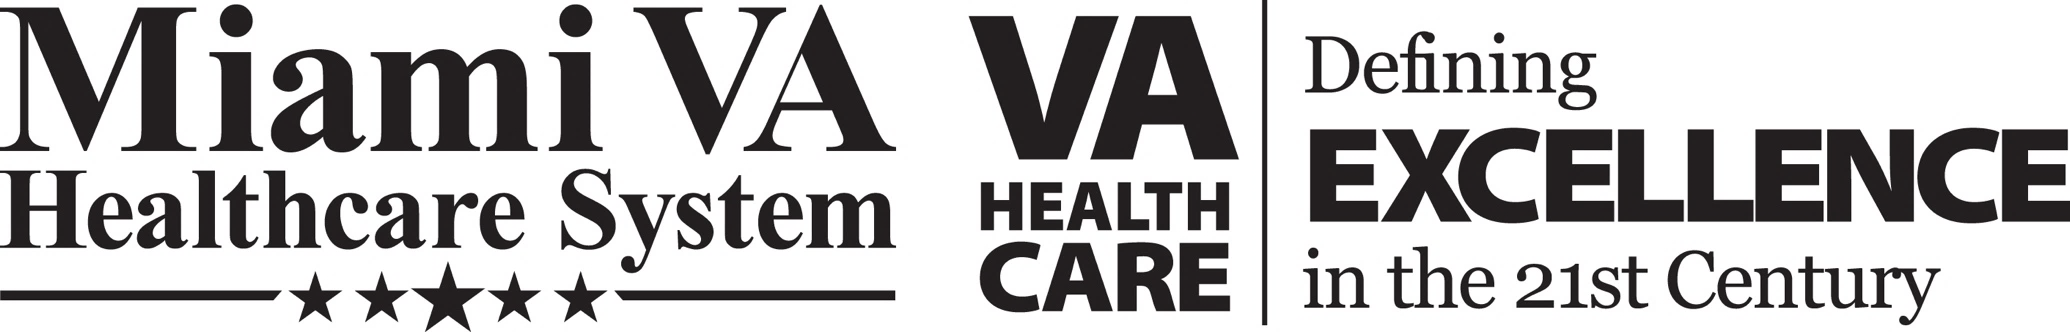 Miami VA
Healthcare System
VA
HEALTH
CARE
Defining
EXCELLENCE
in the 21st Century